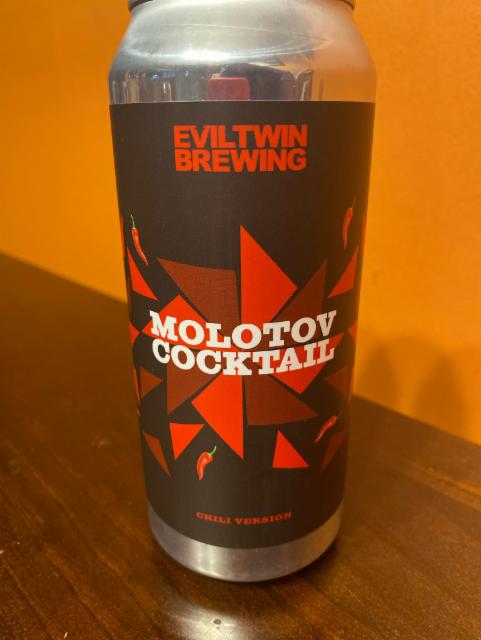 EVILTWIN
BREWING
MOLOTOV
COCKTAIL
CHILI VERSION